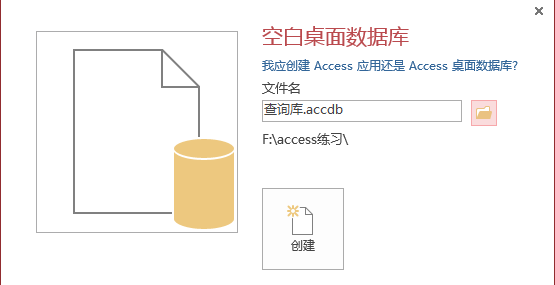 空白桌面数据库
我应创建 Access 应用还是 Access 桌面数据库?
文件名
查询库.accdb
F:\access练习\
创建